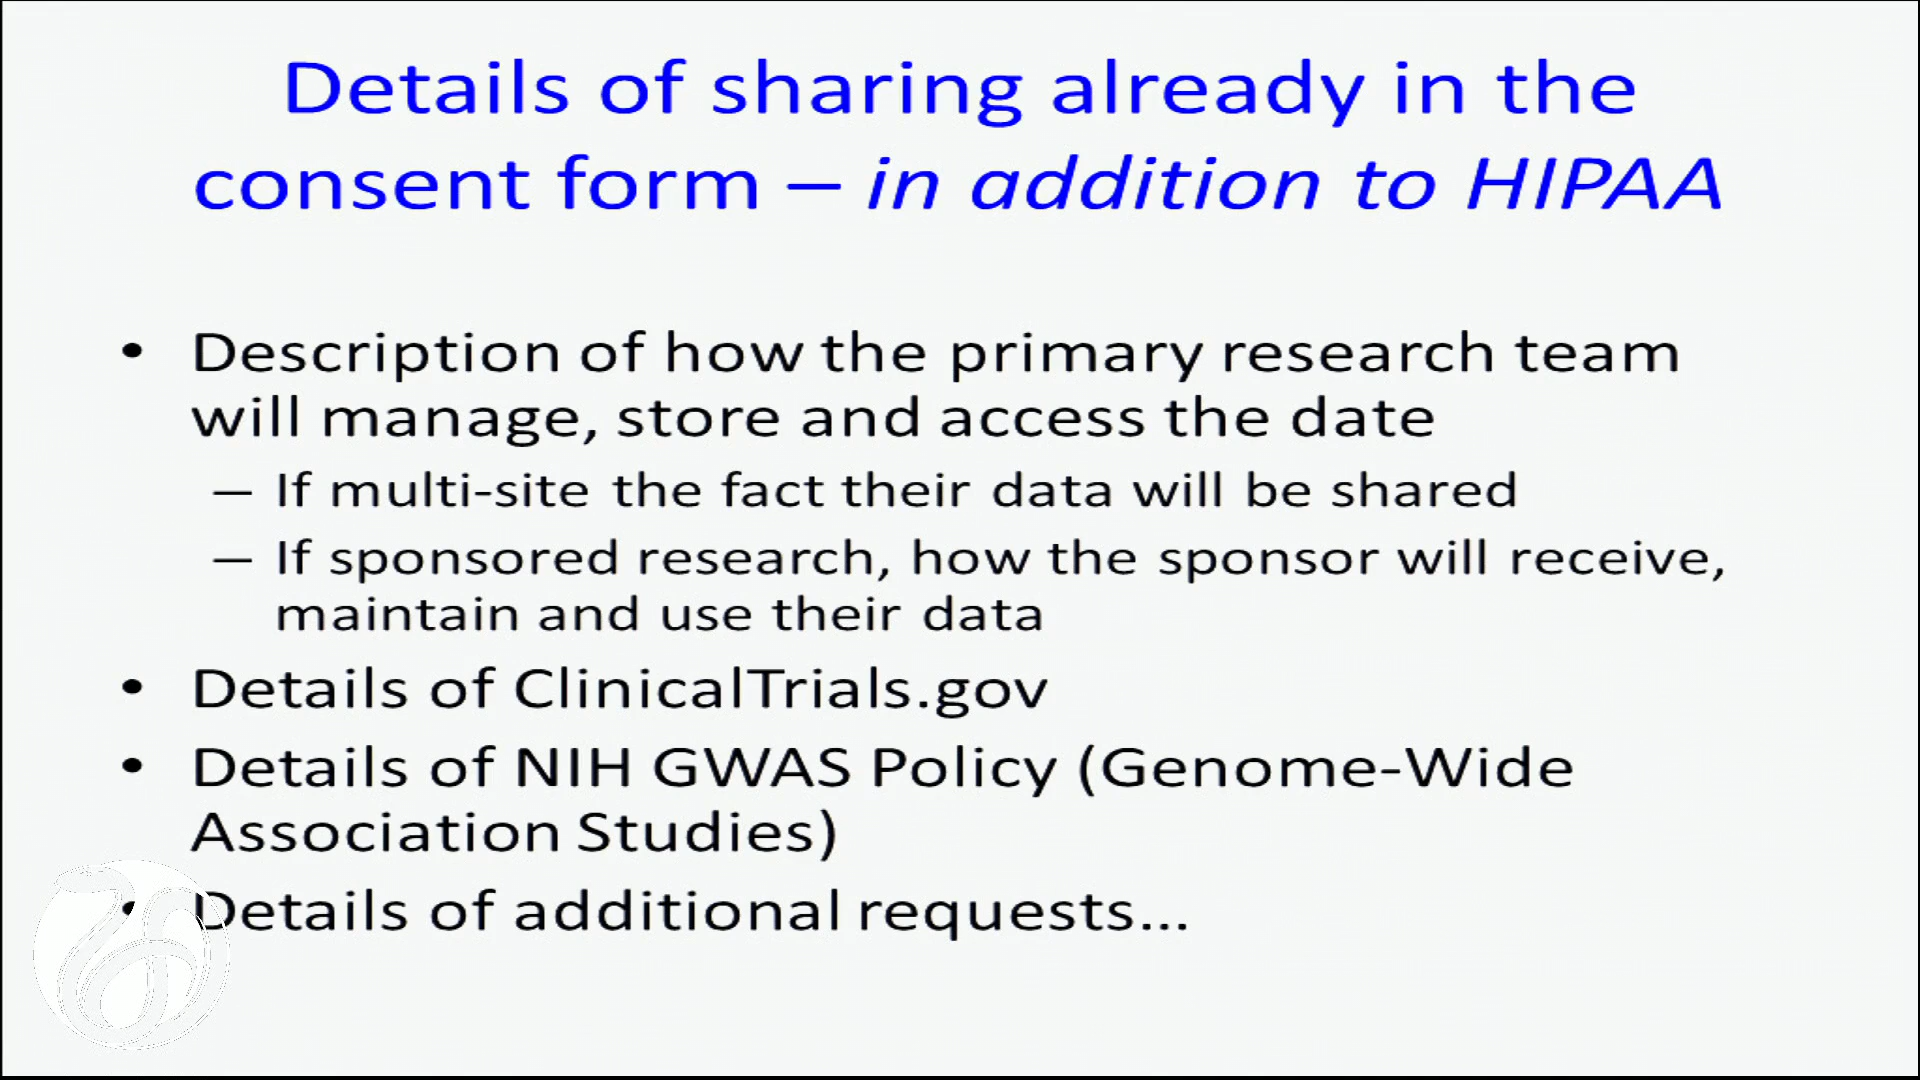 Details of sharing already in the
consent form – in addition to HIPAA
• Description of how the primary research team
will manage, store and access the date
– If multi-site the fact their data will be shared
– If sponsored research, how the sponsor will receive,
maintain and use their data
• Details of ClinicalTrials.gov
• Details of NIH GWAS Policy (Genome-Wide
Association Studies)
• Details of additional requests...